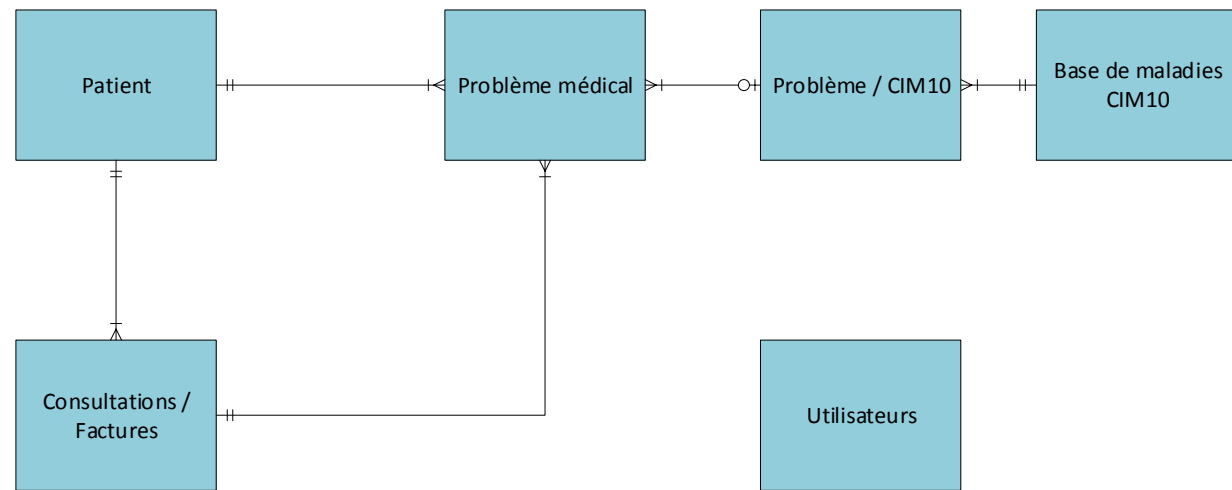 Patient
Problème médical
Problème / CIM10
Base de maladies
CIM10
Consultations /
Factures
Utilisateurs